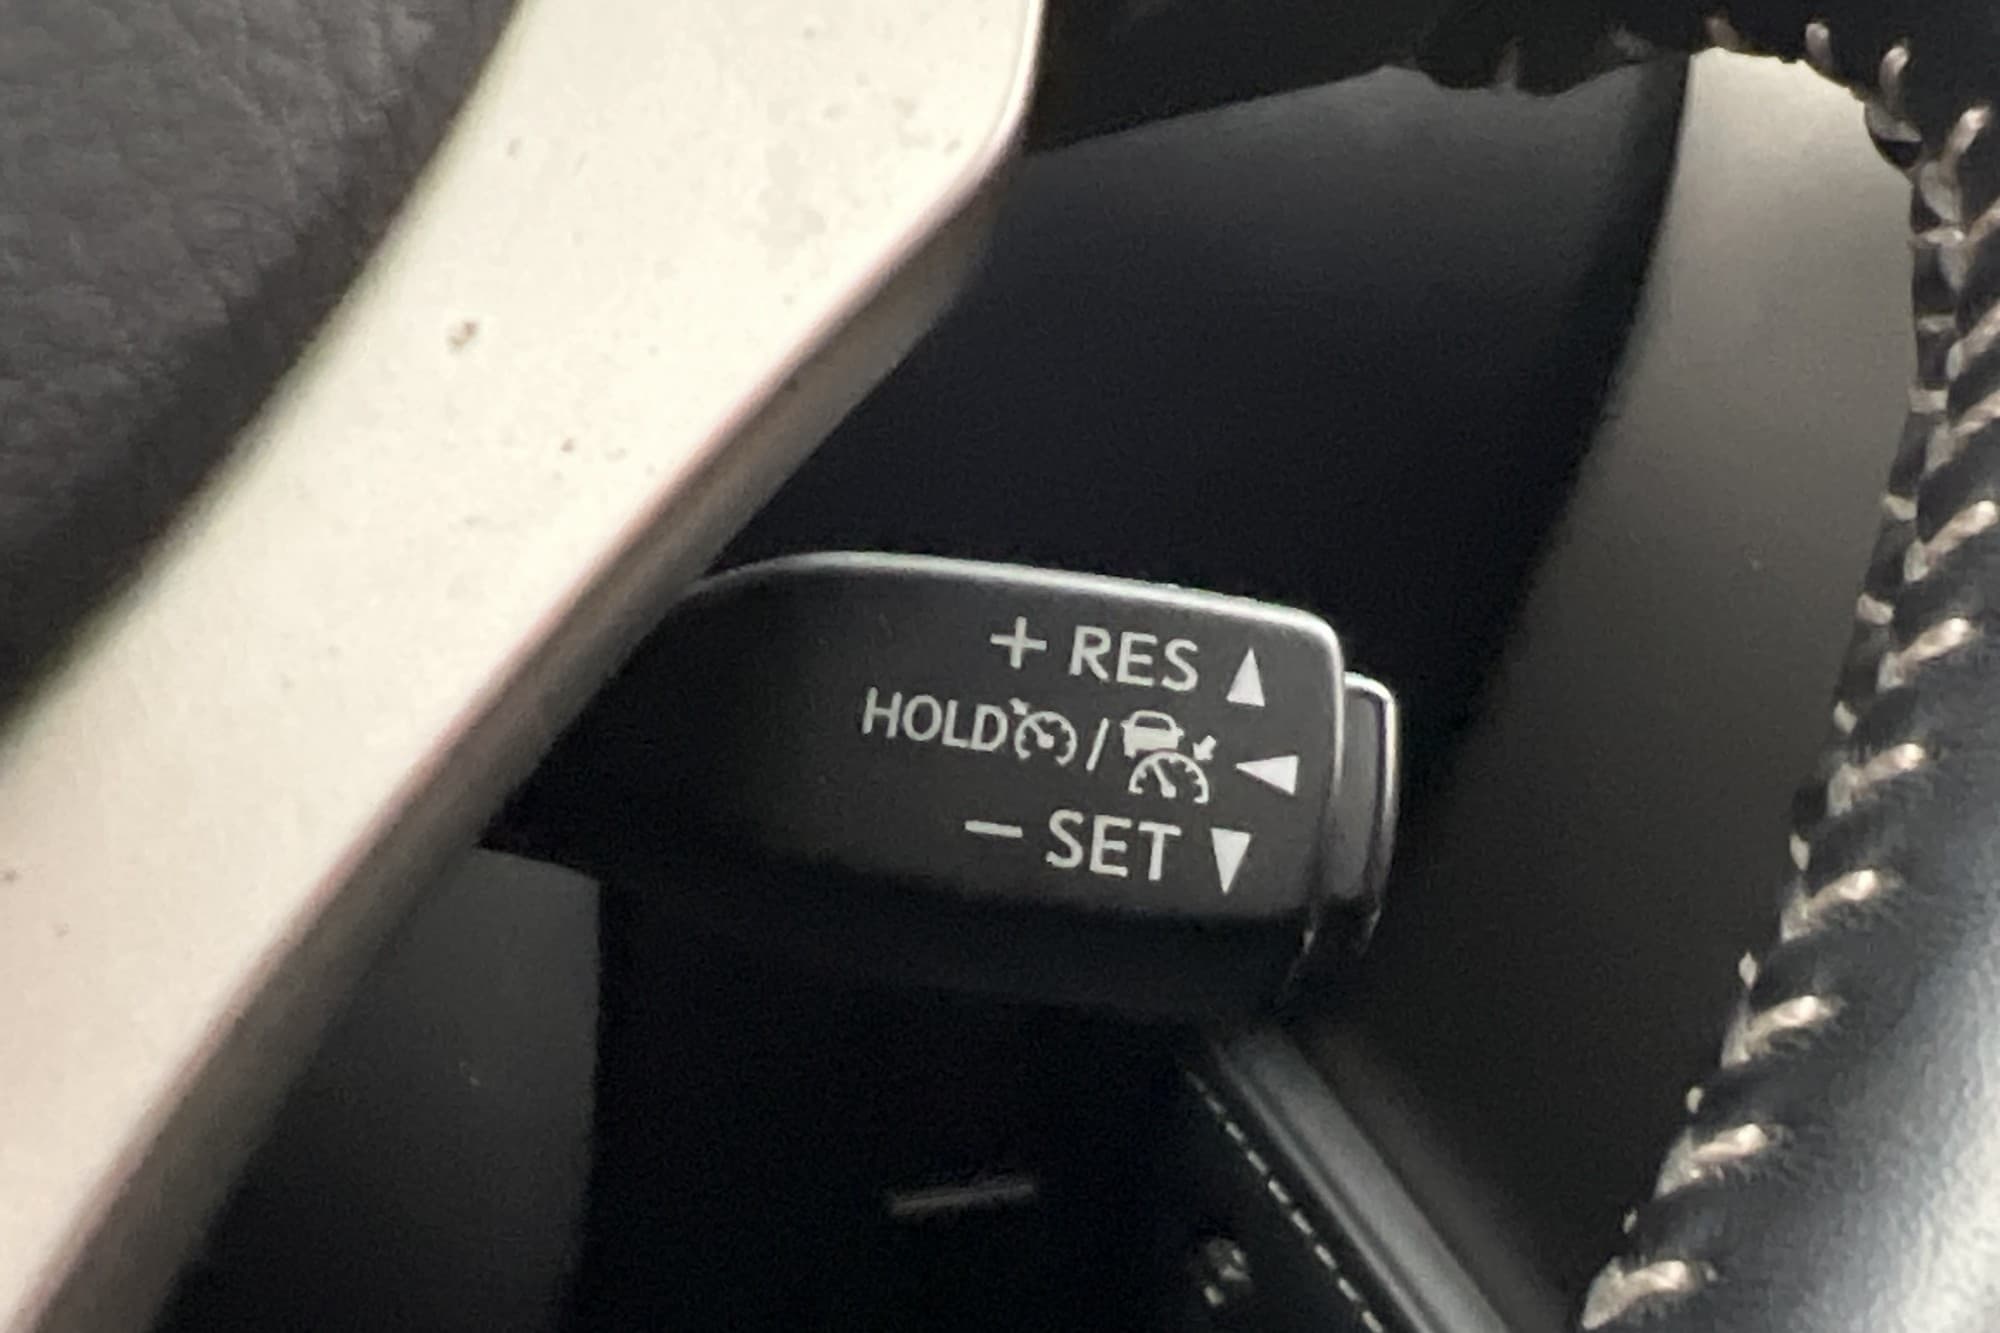 + RES ▲
HOLD / ◀
− SET ▼